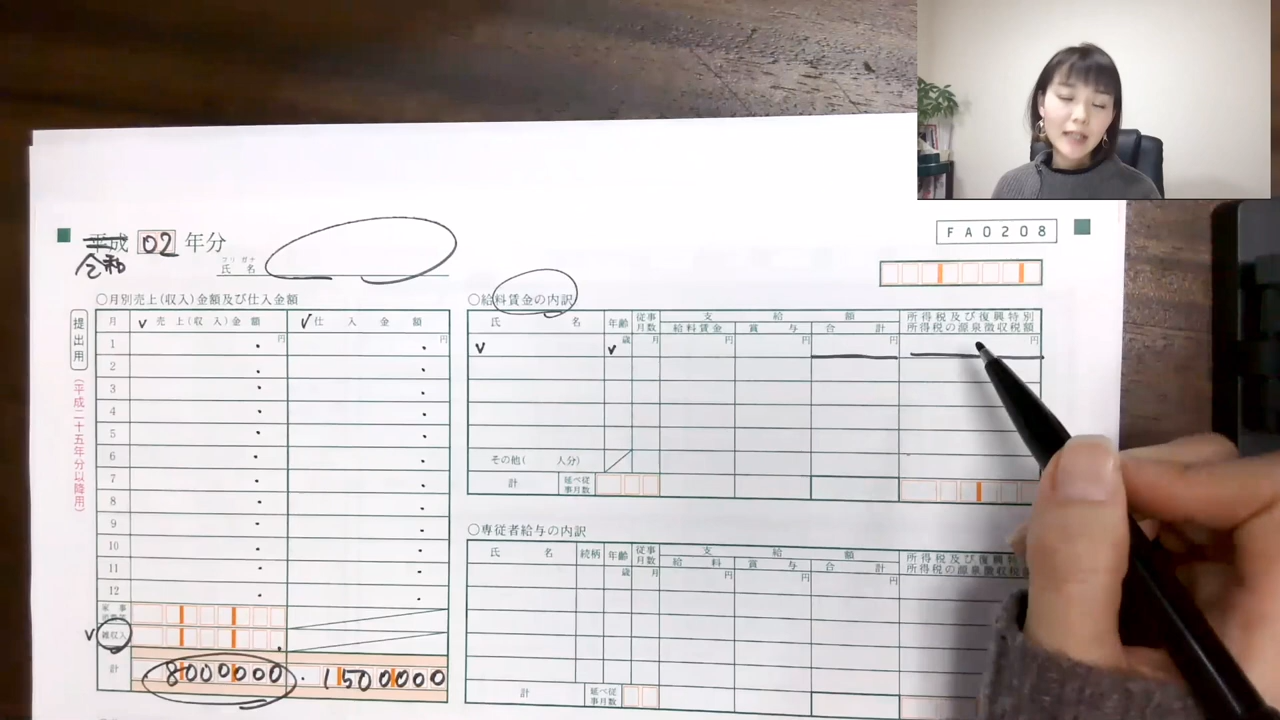 平成 02 年分
令和
フリガナ
氏名
FA0208
提出用
(平成二十五年分以降用)
○月別売上(収入)金額及び仕入金額
月 売上(収入)金額 仕入金額
1 円 円
2
3
4
5
6
7
8
9
10
11
12
雑収入
計 8000000 1500000
○給料賃金の内訳
氏名 年齢 従事月数 支給額 所得税及び復興特別所得税の源泉徴収税額
給料賃金 賞与 合計
歳 月 円 円 円 円
その他( 人分)
計 延べ従事月数
○専従者給与の内訳
氏名 続柄 年齢 従事月数 支給額 所得税及び復興特
所得税の源泉徴収税
給料 賞与 合計
歳 月 円 円 円
計 延べ従事月数